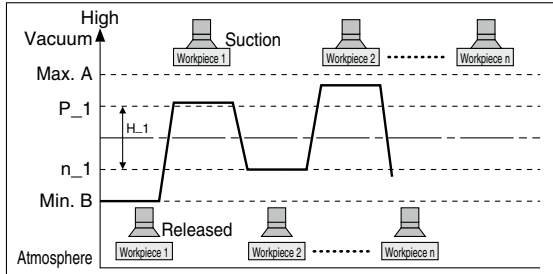 High
Vacuum
Suction
Workpiece 1
Workpiece 2
Workpiece n
Max. A
P_1
H_1
n_1
Min. B
Released
Workpiece 1
Workpiece 2
Workpiece n
Atmosphere